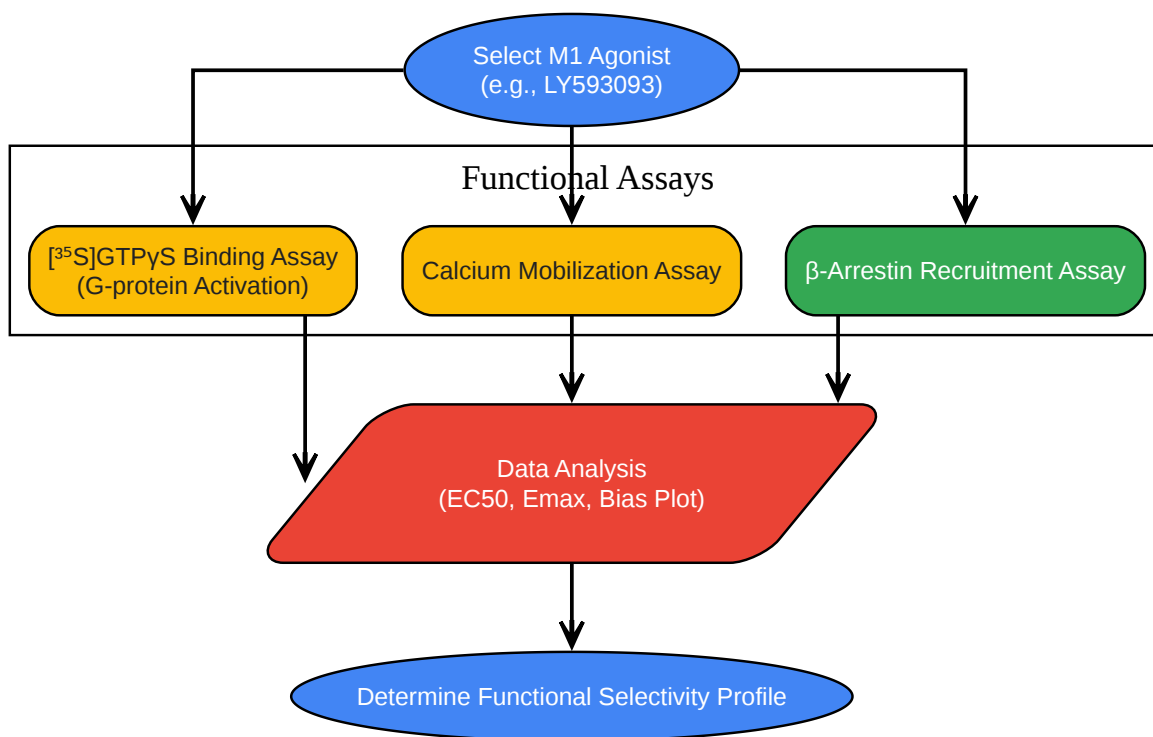 Select M1 Agonist
(e.g., LY593093)
Functional Assays
[³⁵S]GTPγS Binding Assay
(G-protein Activation)
Calcium Mobilization Assay
β-Arrestin Recruitment Assay
Data Analysis
(EC50, Emax, Bias Plot)
Determine Functional Selectivity Profile